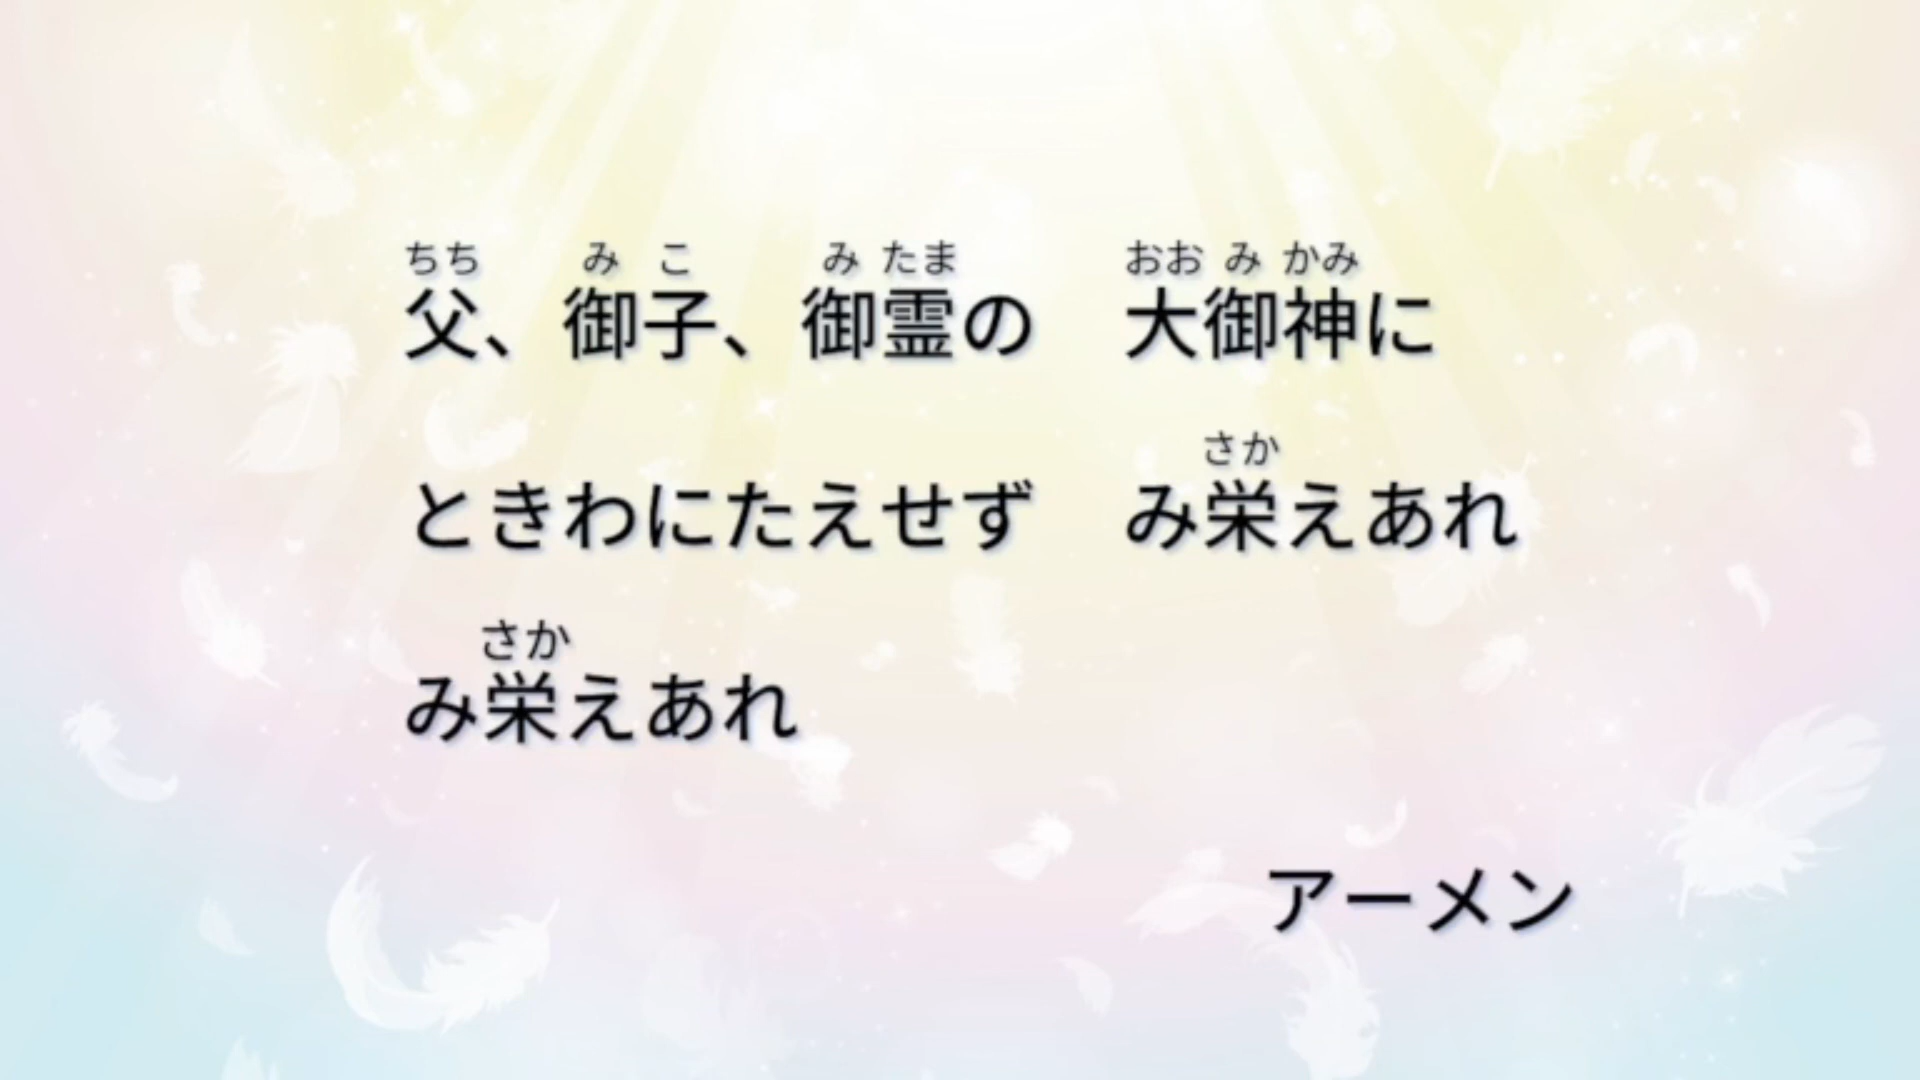 ちち み こ み たま おお み かみ
父、御子、御霊の　大御神に
さか
ときわにたえせず　み栄えあれ
さか
み栄えあれ
アーメン